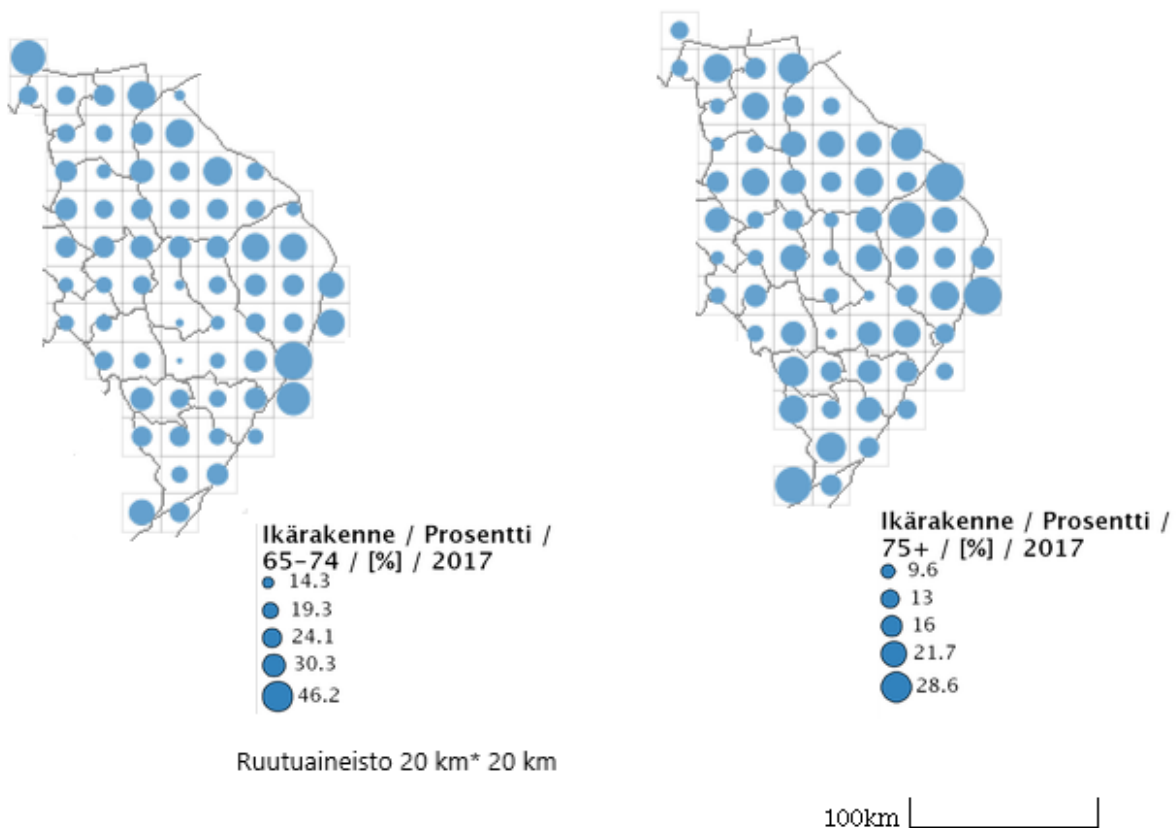 Ikärakenne / Prosentti /
65-74 / [%] / 2017
14.3
19.3
24.1
30.3
46.2
Ikärakenne / Prosentti /
75+ / [%] / 2017
9.6
13
16
21.7
28.6
Ruutuaineisto 20 km* 20 km
100km